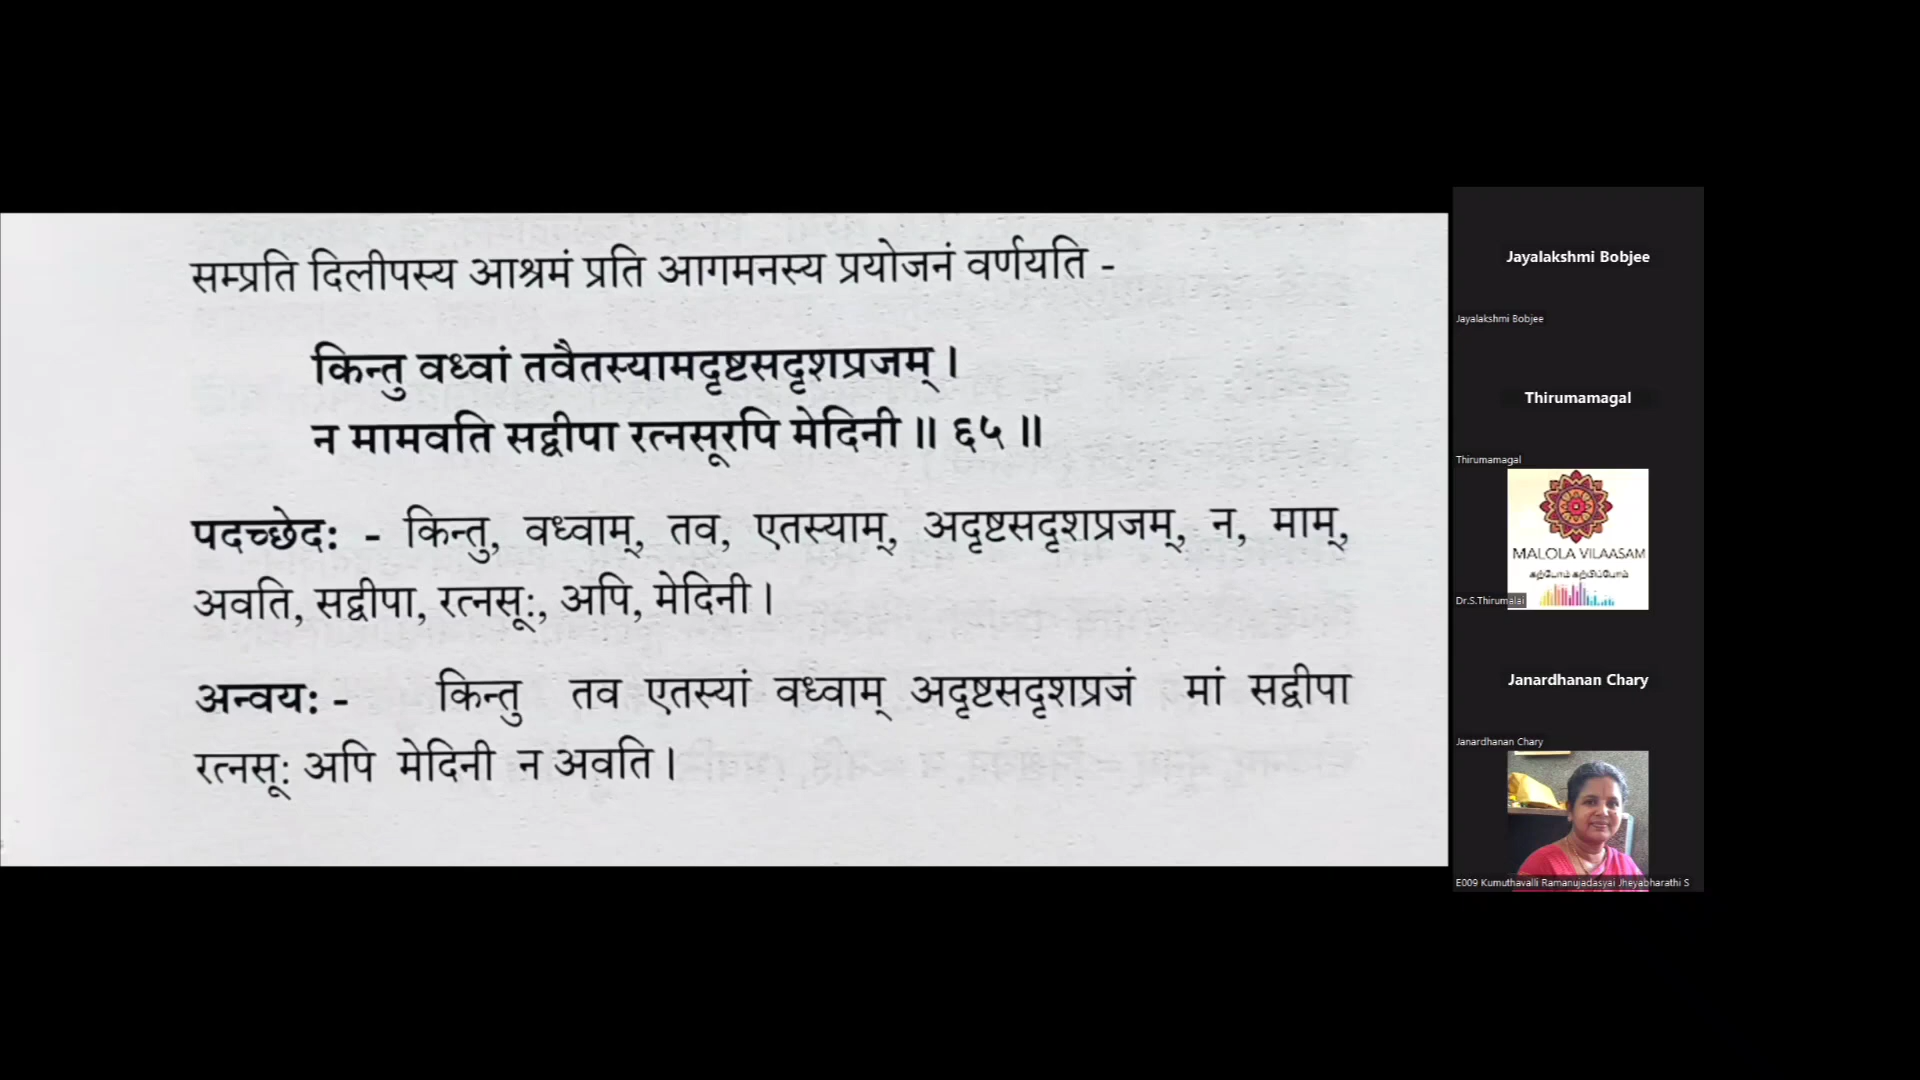 सम्प्रति दिलीपस्य आश्रमं प्रति आगमनस्य प्रयोजनं वर्णयति -
किन्तु वध्वां तवैतस्यामदृष्टसदृशप्रजम् ।
न मामवति सद्वीपा रत्नसूरपि मेदिनी ॥ ६५ ॥
पदच्छेदः - किन्तु, वध्वाम्, तव, एतस्याम्, अदृष्टसदृशप्रजम्, न, माम्,
अवति, सद्वीपा, रत्नसूः, अपि, मेदिनी ।
अन्वयः - किन्तु तव एतस्यां वध्वाम् अदृष्टसदृशप्रजं मां सद्वीपा
रत्नसूः अपि मेदिनी न अवति ।
Jayalakshmi Bobjee
Jayalakshmi Bobjee
Thirumamagal
Thirumamagal
MALOLA VILAASAM
கற்போம் கற்பிப்போம்
Dr.S.Thirumalai
Janardhanan Chary
Janardhanan Chary
E009 Kumuthavalli Ramanujadasyai Jheyabharathi S